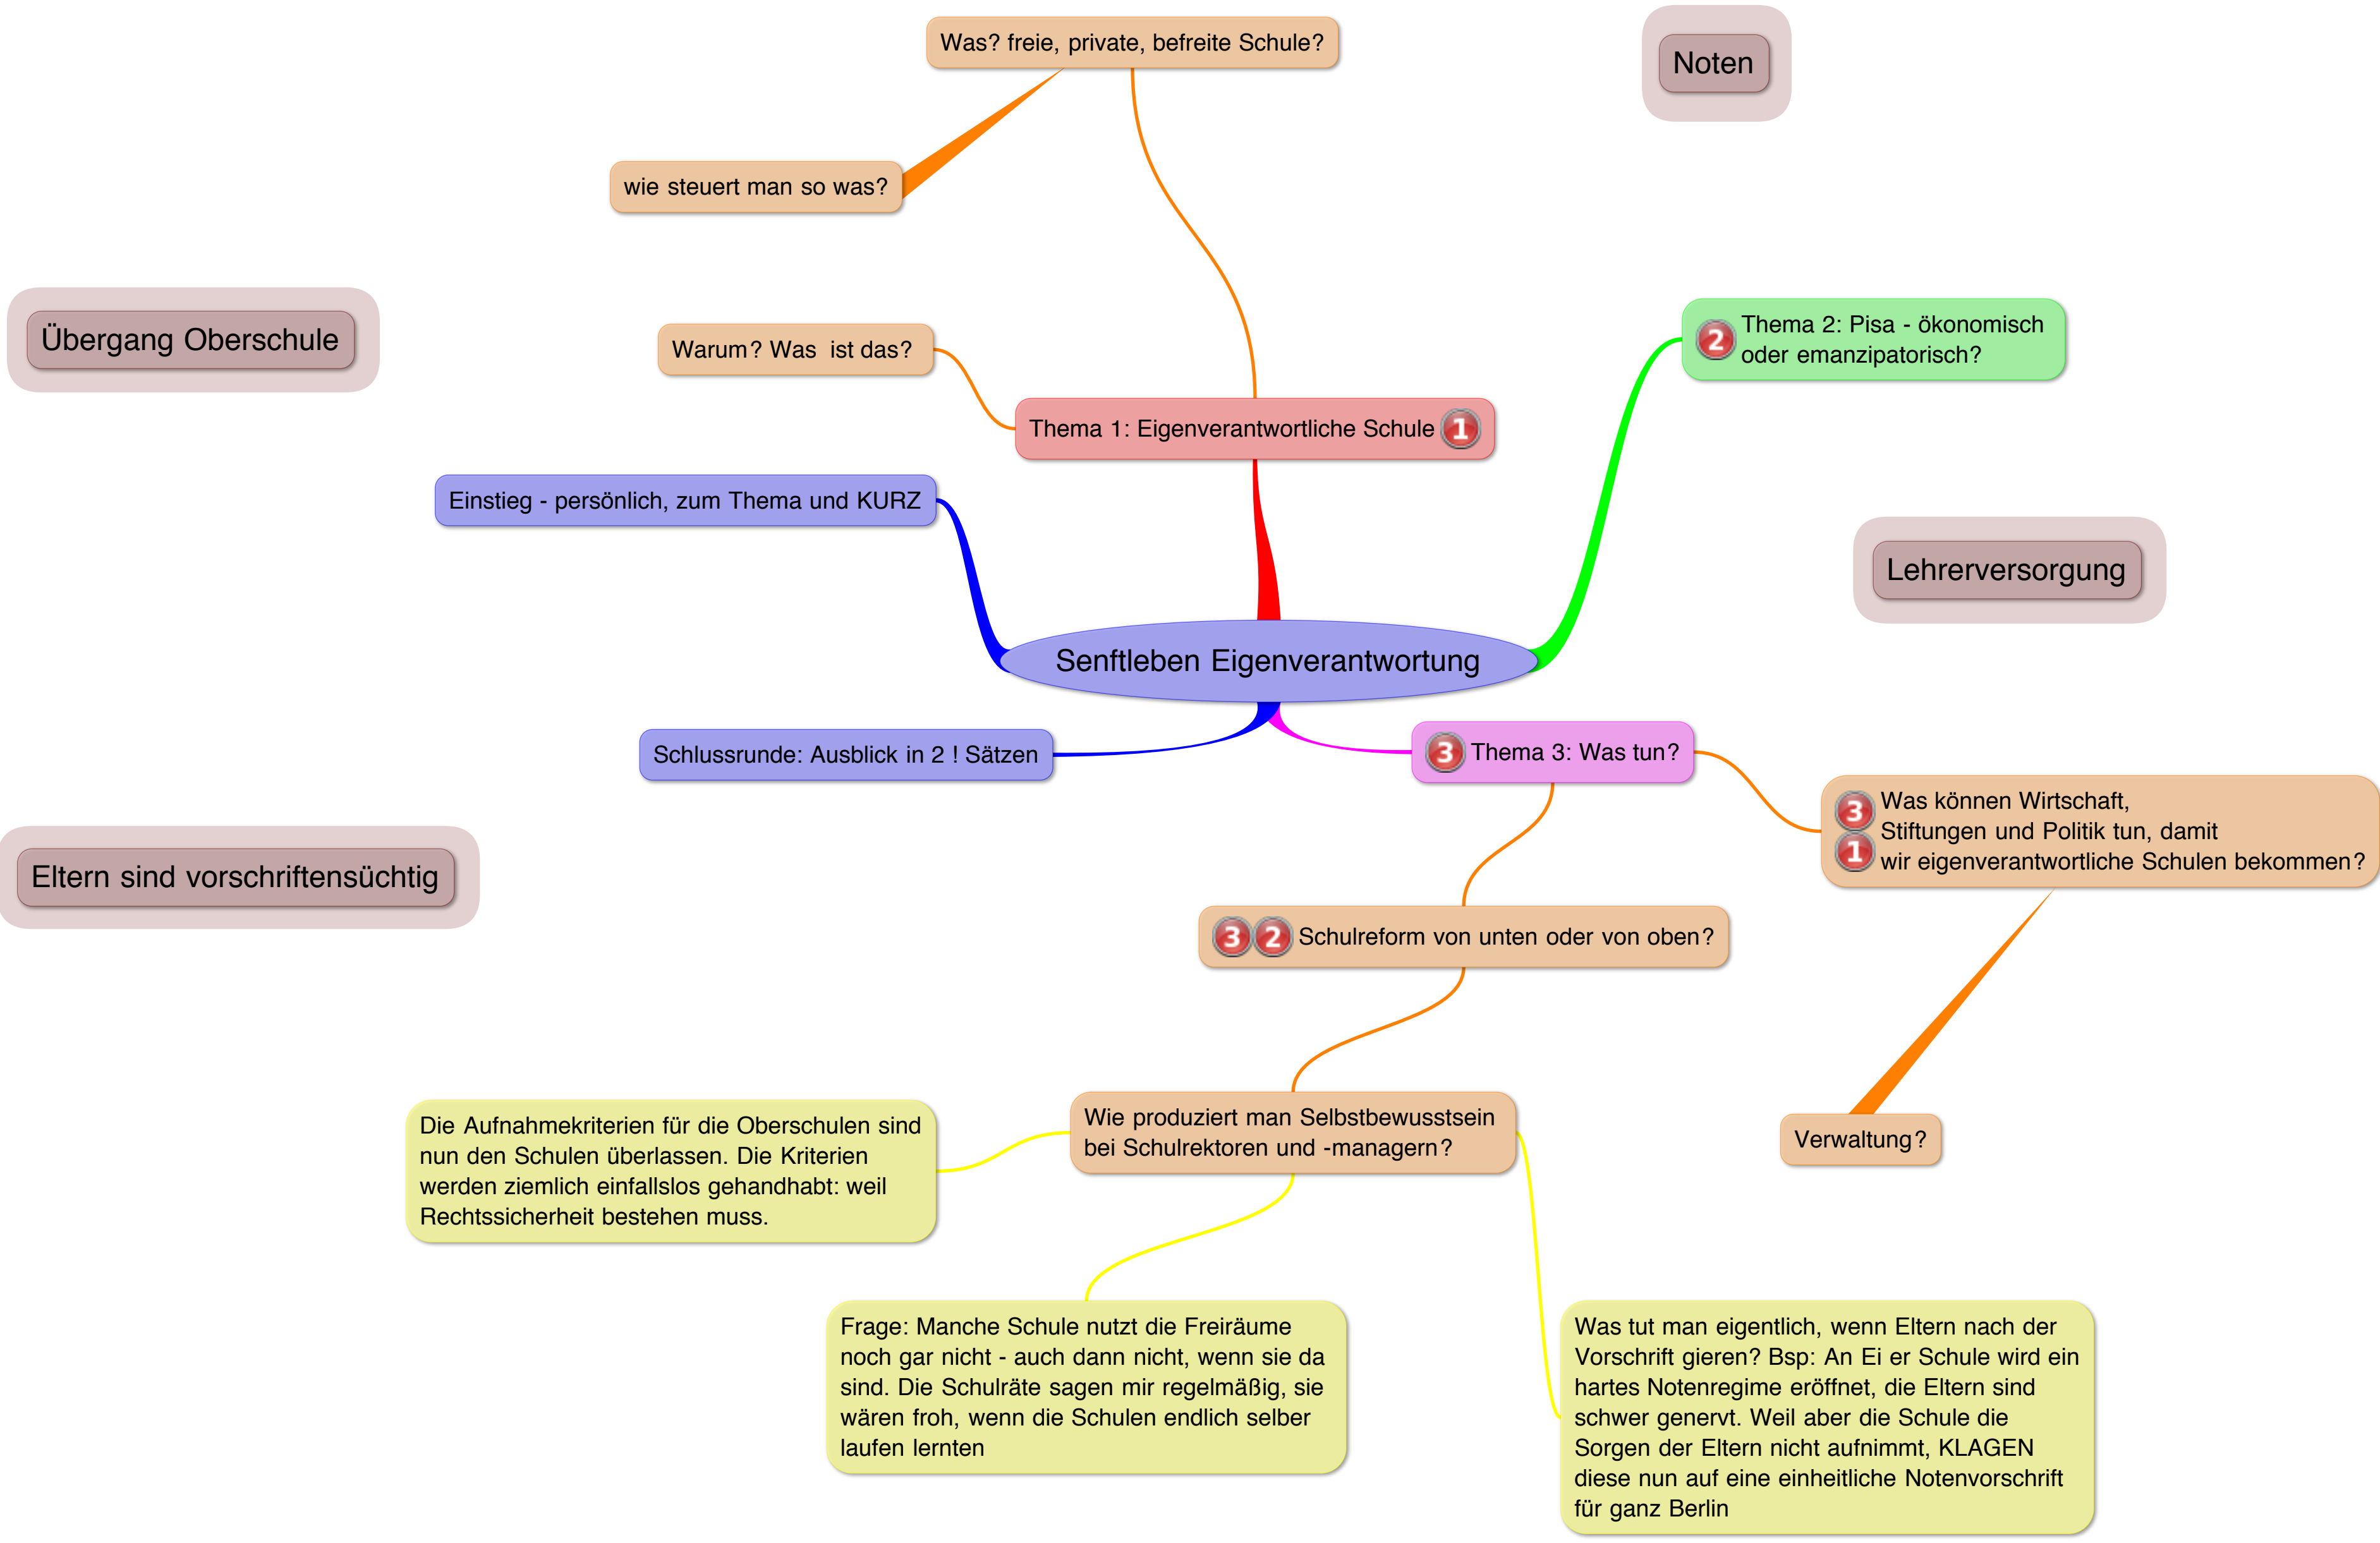 Was? freie, private, befreite Schule?
Noten
wie steuert man so was?
Übergang Oberschule
Warum? Was  ist das?
2
Thema 2: Pisa - ökonomisch
oder emanzipatorisch?
Thema 1: Eigenverantwortliche Schule 1
Einstieg - persönlich, zum Thema und KURZ
Lehrerversorgung
Senftleben Eigenverantwortung
Schlussrunde: Ausblick in 2 ! Sätzen
3 Thema 3: Was tun?
3
1
Was können Wirtschaft,
Stiftungen und Politik tun, damit
wir eigenverantwortliche Schulen bekommen?
Eltern sind vorschriftensüchtig
3 2 Schulreform von unten oder von oben?
Wie produziert man Selbstbewusstsein
bei Schulrektoren und -managern?
Verwaltung?
Die Aufnahmekriterien für die Oberschulen sind
nun den Schulen überlassen. Die Kriterien
werden ziemlich einfallslos gehandhabt: weil
Rechtssicherheit bestehen muss.
Frage: Manche Schule nutzt die Freiräume
noch gar nicht - auch dann nicht, wenn sie da
sind. Die Schulräte sagen mir regelmäßig, sie
wären froh, wenn die Schulen endlich selber
laufen lernten
Was tut man eigentlich, wenn Eltern nach der
Vorschrift gieren? Bsp: An Ei er Schule wird ein
hartes Notenregime eröffnet, die Eltern sind
schwer genervt. Weil aber die Schule die
Sorgen der Eltern nicht aufnimmt, KLAGEN
diese nun auf eine einheitliche Notenvorschrift
für ganz Berlin